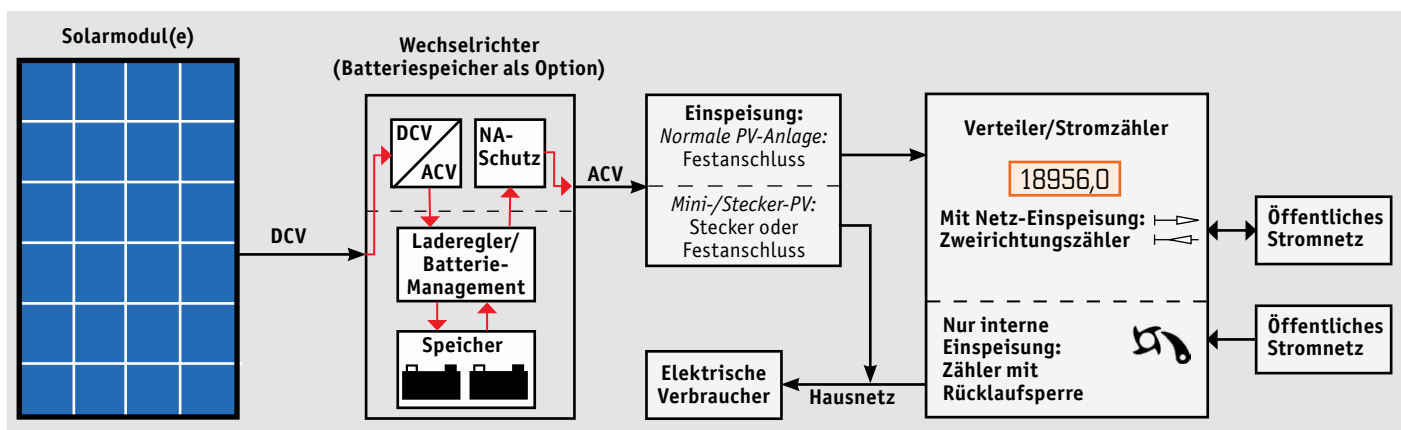 Solarmodul(e)
DCV
Wechselrichter
(Batteriespeicher als Option)
DCV
ACV
NA-
Schutz
Laderegler/
Batterie-
Management
Speicher
ACV
Einspeisung:
Normale PV-Anlage:
Festanschluss
Mini-/Stecker-PV:
Stecker oder
Festanschluss
Elektrische
Verbraucher
Hausnetz
Verteiler/Stromzähler
18956,0
Mit Netz-Einspeisung:
Zweirichtungszähler
Nur interne
Einspeisung:
Zähler mit
Rücklaufsperre
Öffentliches
Stromnetz
Öffentliches
Stromnetz